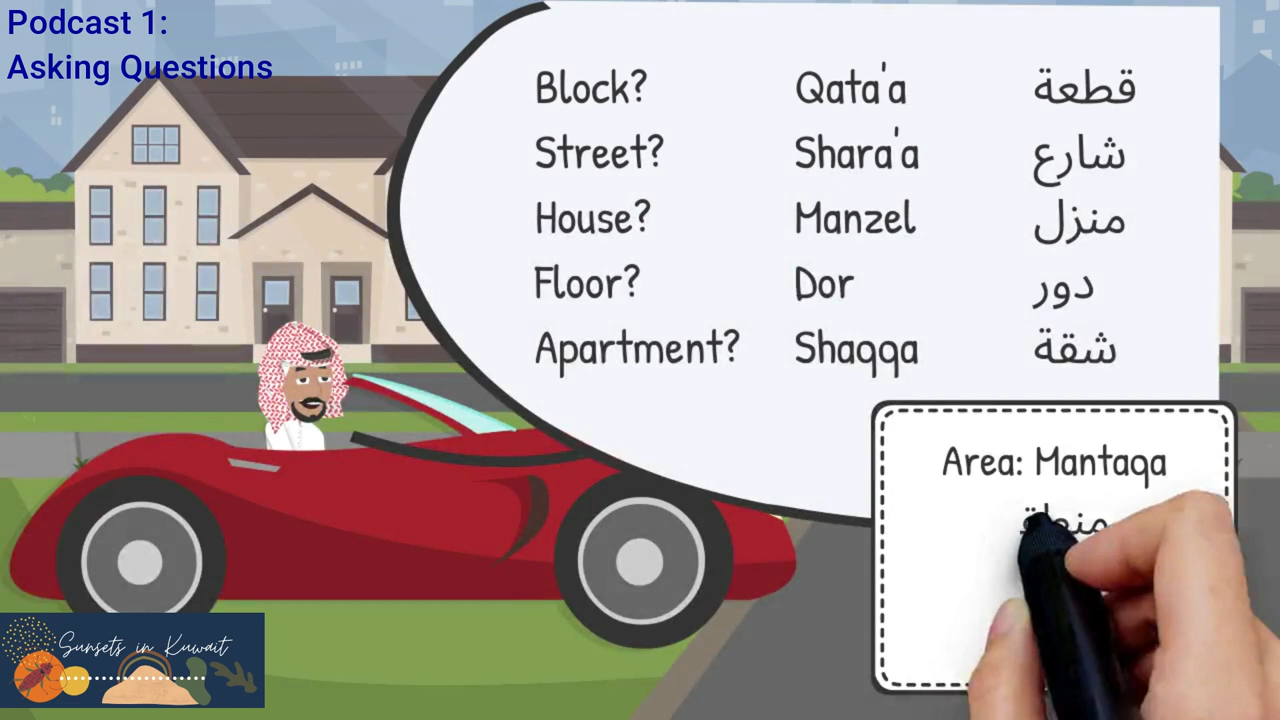 Podcast 1:
Asking Questions
Block? Qata'a قطعة
Street? Shara'a شارع
House? Manzel منزل
Floor? Dor دور
Apartment? Shaqqa شقة
Area: Mantaqa
Sunsets in Kuwait